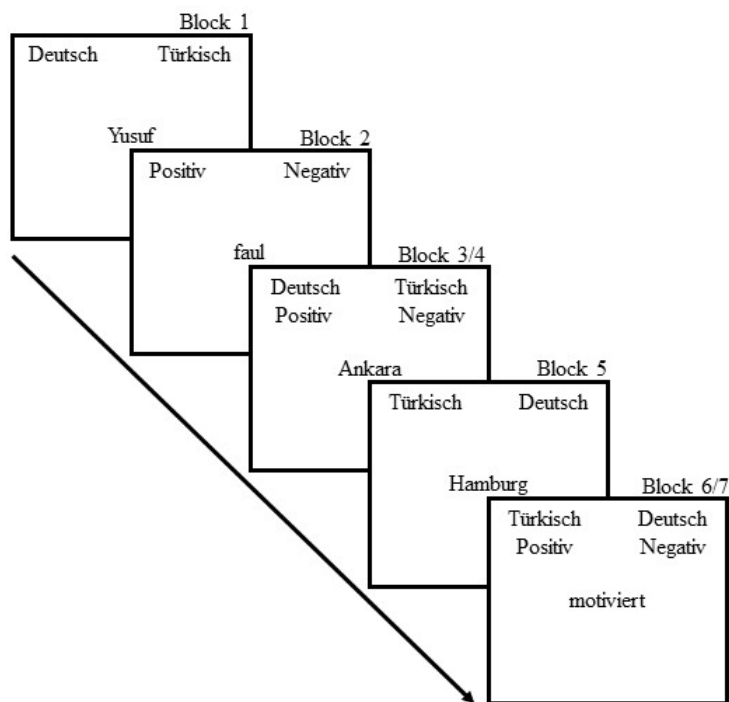 Block 1
Deutsch Türkisch
Yusuf
Block 2
Positiv Negativ
faul
Block 3/4
Deutsch Türkisch
Positiv Negativ
Ankara
Block 5
Türkisch Deutsch
Hamburg
Block 6/7
Türkisch Deutsch
Positiv Negativ
motiviert